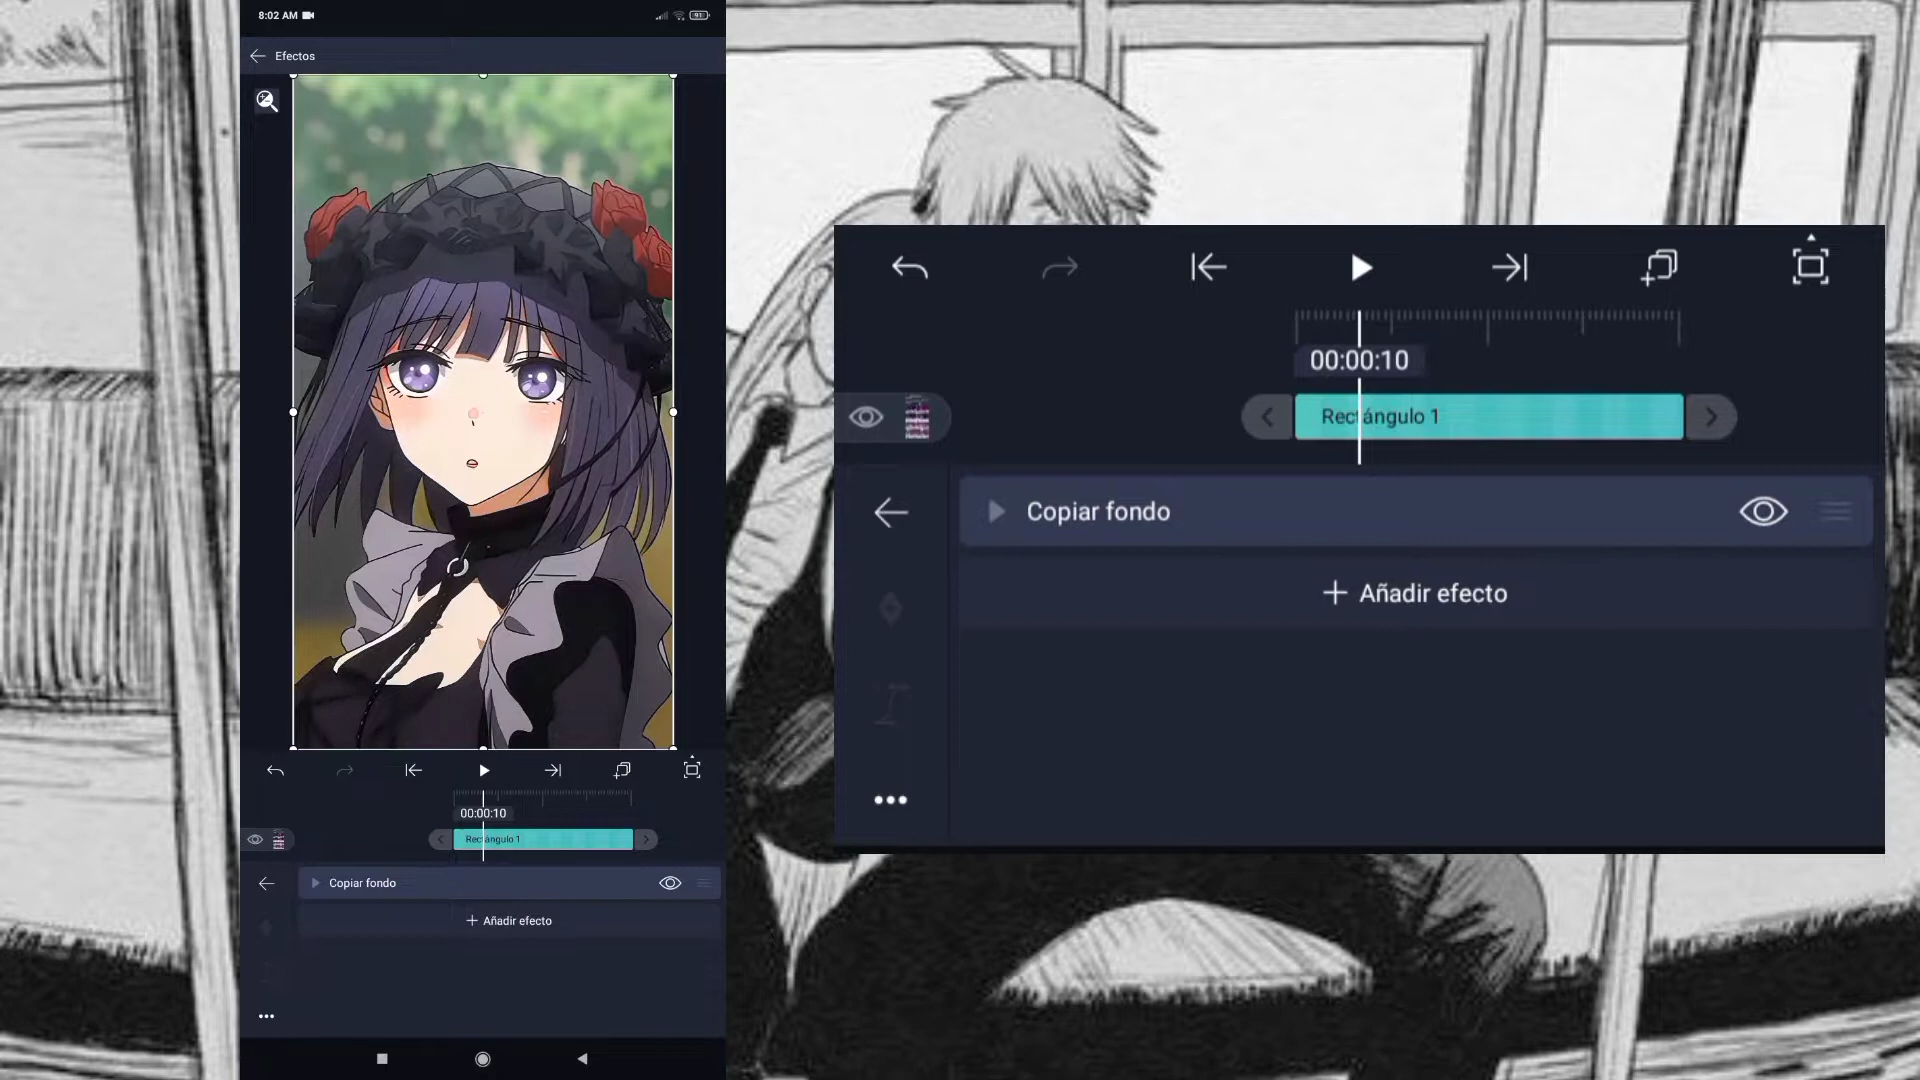 8:02 AM
91
Efectos
00:00:10
Rectángulo 1
Copiar fondo
+ Añadir efecto
00:00:10
Rectángulo 1
Copiar fondo
+ Añadir efecto